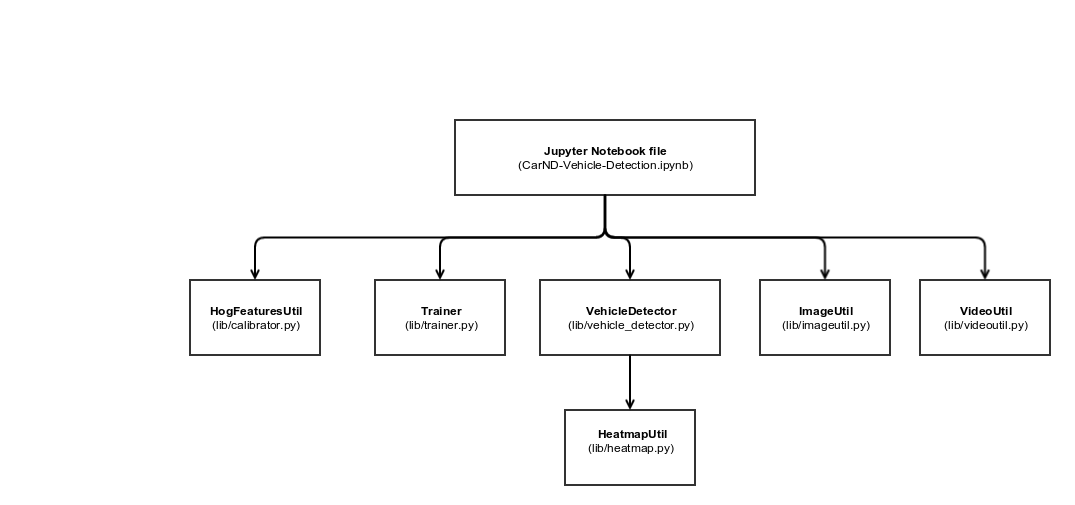 Jupyter Notebook file
(CarND-Vehicle-Detection.ipynb)
HogFeaturesUtil
(lib/calibrator.py)
Trainer
(lib/trainer.py)
VehicleDetector
(lib/vehicle_detector.py)
ImageUtil
(lib/imageutil.py)
VideoUtil
(lib/videoutil.py)
HeatmapUtil
(lib/heatmap.py)